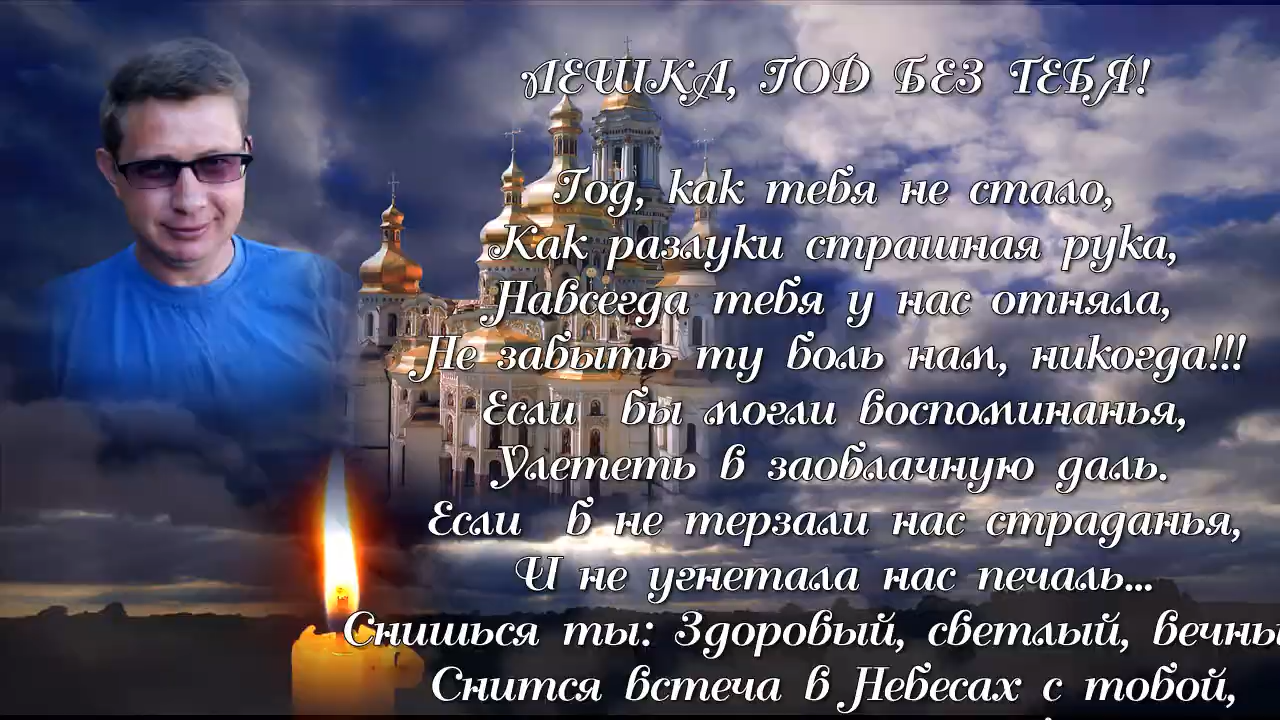 ЛЕШКА, ГОД БЕЗ ТЕБЯ!
Год, как тебя не стало,
Как разлуки страшная рука,
Навсегда тебя у нас отняла,
Не забыть ту боль нам, никогда!!!
Если бы могли воспоминанья,
Улететь в заоблачную даль.
Если б не терзали нас страданья,
И не угнетала нас печаль...
Снишься ты: Здоровый, светлый,
Снится встреча в Небесах с тобой,